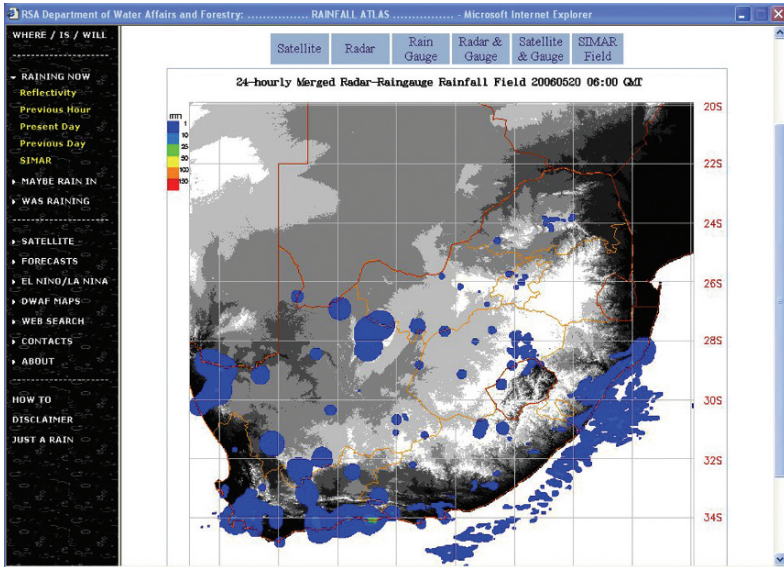 RSA Department of Water Affairs and Forestry: ................ RAINFALL ATLAS ............... - Microsoft Internet Explorer
WHERE / IS / WILL
RAINING NOW
Reflectivity
Previous Hour
Present Day
Previous Day
SIMAR
MAYBE RAIN IN
WAS RAINING
SATELLITE
FORECASTS
EL NINO/LA NINA
DWAF MAPS
WEB SEARCH
CONTACTS
ABOUT
HOW TO
DISCLAIMER
JUST A RAIN
Satellite
Radar
Rain
Gauge
Radar &
Gauge
Satellite
& Gauge
SIMAR
Field
24-hourly Merged Radar-Raingauge Rainfall Field 20060520 06:00 GMT
mm
1
10
25
50
100
150
20S
22S
24S
26S
28S
30S
32S
34S